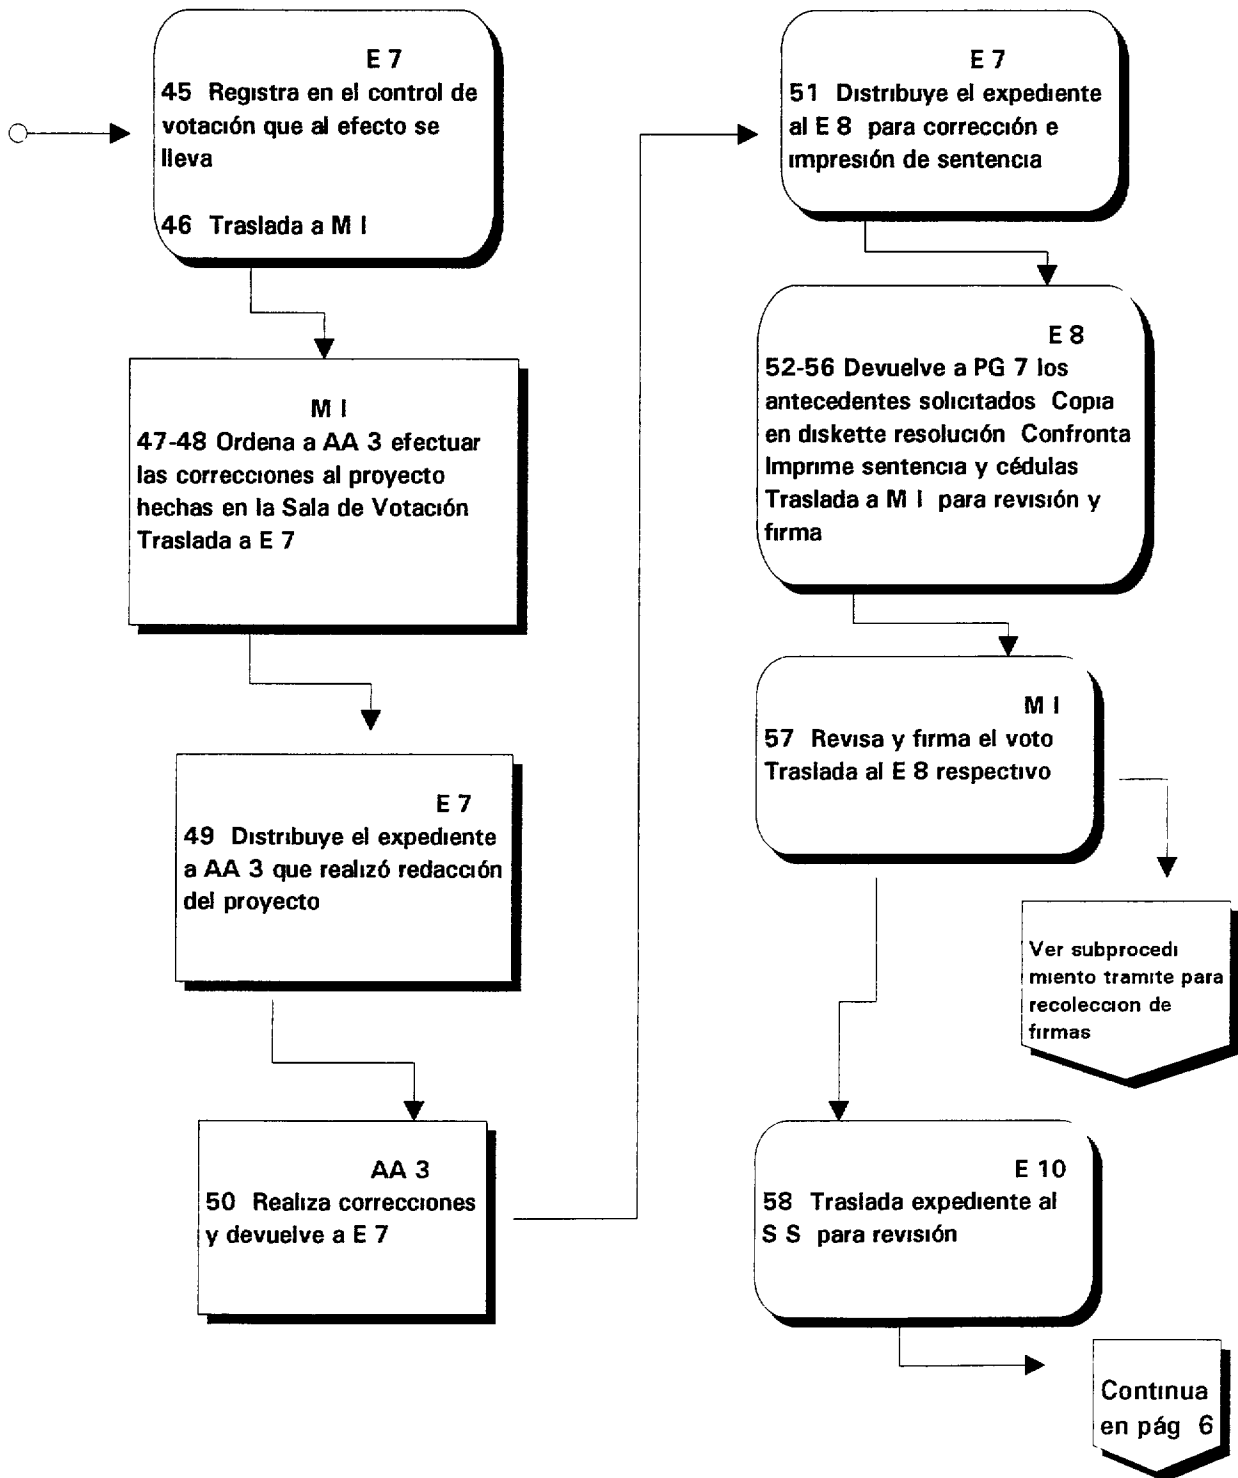 E 7
45 Registra en el control de
votación que al efecto se
lleva
46 Traslada a M I
M I
47-48 Ordena a AA 3 efectuar
las correcciones al proyecto
hechas en la Sala de Votación
Traslada a E 7
E 7
49 Distribuye el expediente
a AA 3 que realizó redacción
del proyecto
AA 3
50 Realiza correcciones
y devuelve a E 7
E 7
51 Distribuye el expediente
al E 8 para corrección e
impresión de sentencia
E 8
52-56 Devuelve a PG 7 los
antecedentes solicitados Copia
en diskette resolución Confronta
Imprime sentencia y cédulas
Traslada a M I para revisión y
firma
M I
57 Revisa y firma el voto
Traslada al E 8 respectivo
Ver subprocedi
miento tramite para
recoleccion de
firmas
E 10
58 Traslada expediente al
S S para revisión
Continua
en pág 6